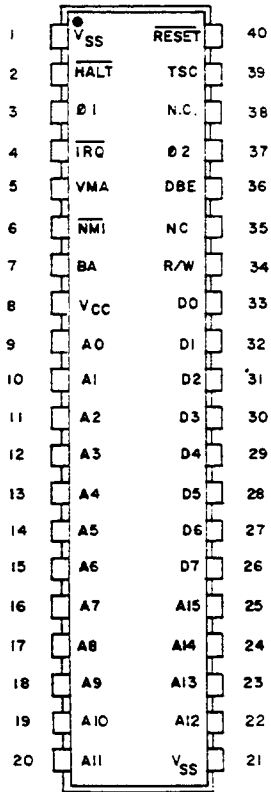 1 VSS RESET 40
2 HALT TSC 39
3 Ø1 N.C. 38
4 IRQ Ø2 37
5 VMA DBE 36
6 NMI NC 35
7 BA R/W 34
8 VCC D0 33
9 A0 D1 32
10 A1 D2 31
11 A2 D3 30
12 A3 D4 29
13 A4 D5 28
14 A5 D6 27
15 A6 D7 26
16 A7 A15 25
17 A8 A14 24
18 A9 A13 23
19 A10 A12 22
20 A11 VSS 21